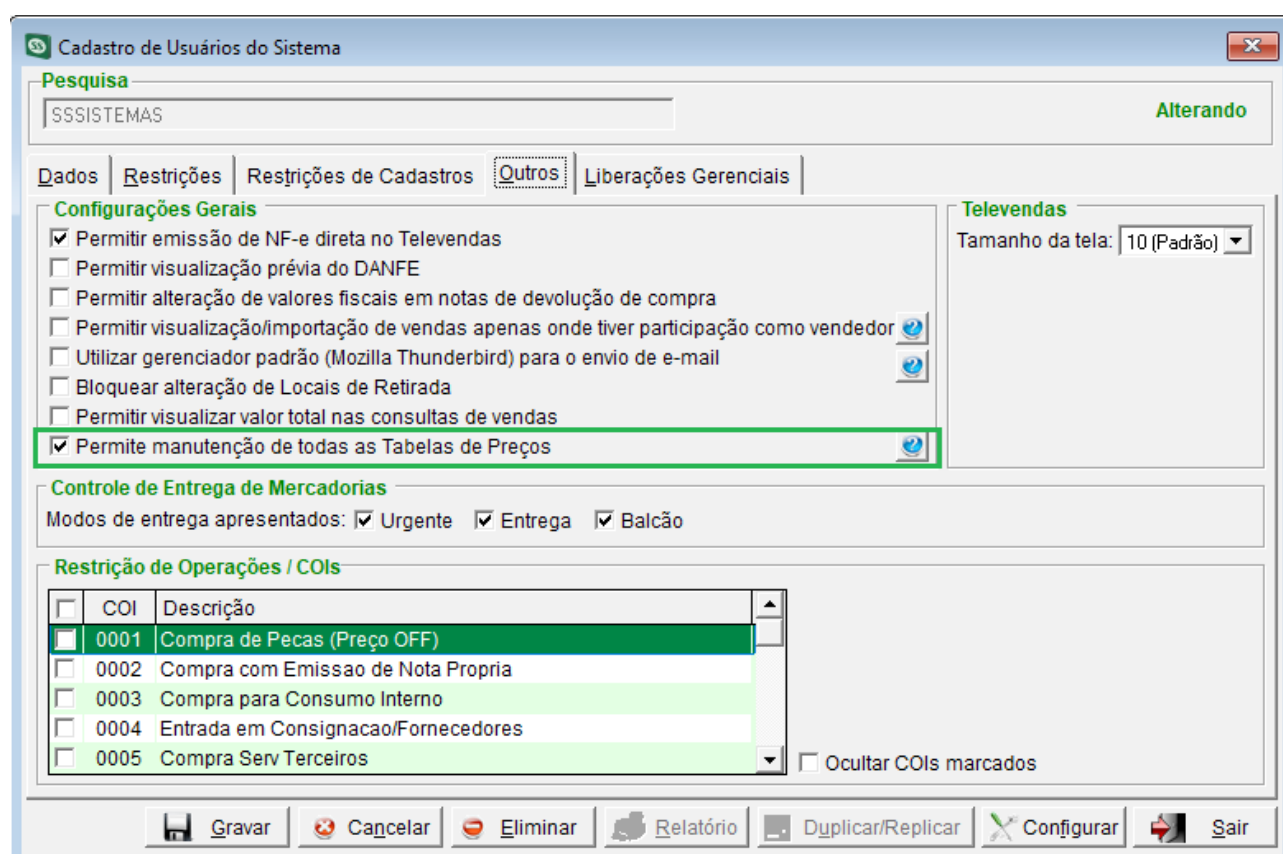 Cadastro de Usuários do Sistema
Pesquisa
SSSISTEMAS
Alterando
Dados Restrições Restrições de Cadastros Outros Liberações Gerenciais
Configurações Gerais
Permitir emissão de NF-e direta no Televendas
Permitir visualização prévia do DANFE
Permitir alteração de valores fiscais em notas de devolução de compra
Permitir visualização/importação de vendas apenas onde tiver participação como vendedor
Utilizar gerenciador padrão (Mozilla Thunderbird) para o envio de e-mail
Bloquear alteração de Locais de Retirada
Permitir visualizar valor total nas consultas de vendas
Permite manutenção de todas as Tabelas de Preços
Televendas
Tamanho da tela: 10 (Padrão)
Controle de Entrega de Mercadorias
Modos de entrega apresentados: Urgente Entrega Balcão
Restrição de Operações / COIs
COI Descrição
0001 Compra de Pecas (Preço OFF)
0002 Compra com Emissao de Nota Propria
0003 Compra para Consumo Interno
0004 Entrada em Consignacao/Fornecedores
0005 Compra Serv Terceiros
Ocultar COIs marcados
Gravar Cancelar Eliminar Relatório Duplicar/Replicar Configurar Sair